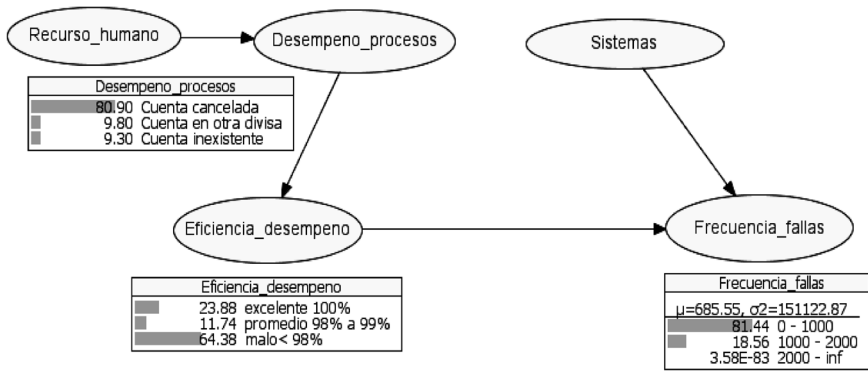 Recurso_humano
Desempeno_procesos
Sistemas
Desempeno_procesos
80.90 Cuenta cancelada
9.80 Cuenta en otra divisa
9.30 Cuenta inexistente
Eficiencia_desempeno
Frecuencia_fallas
Eficiencia_desempeno
23.88 excelente 100%
11.74 promedio 98% a 99%
64.38 malo< 98%
Frecuencia_fallas
μ=685.55, σ2=151122.87
81.44 0 - 1000
18.56 1000 - 2000
3.58E-83 2000 - inf